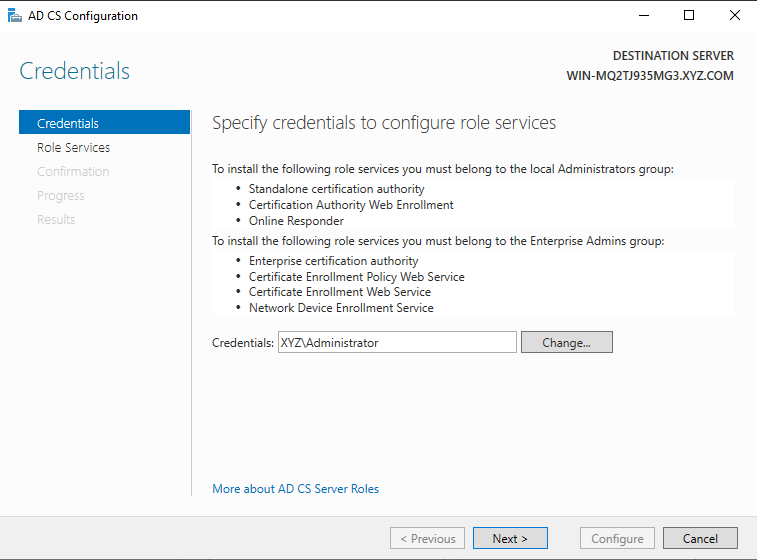 AD CS Configuration
Credentials
DESTINATION SERVER
WIN-MQ2TJ935MG3.XYZ.COM
Credentials
Role Services
Confirmation
Progress
Results
Specify credentials to configure role services
To install the following role services you must belong to the local Administrators group:
• Standalone certification authority
• Certification Authority Web Enrollment
• Online Responder
To install the following role services you must belong to the Enterprise Admins group:
• Enterprise certification authority
• Certificate Enrollment Policy Web Service
• Certificate Enrollment Web Service
• Network Device Enrollment Service
Credentials: XYZ\Administrator Change...
More about AD CS Server Roles
< Previous Next > Configure Cancel